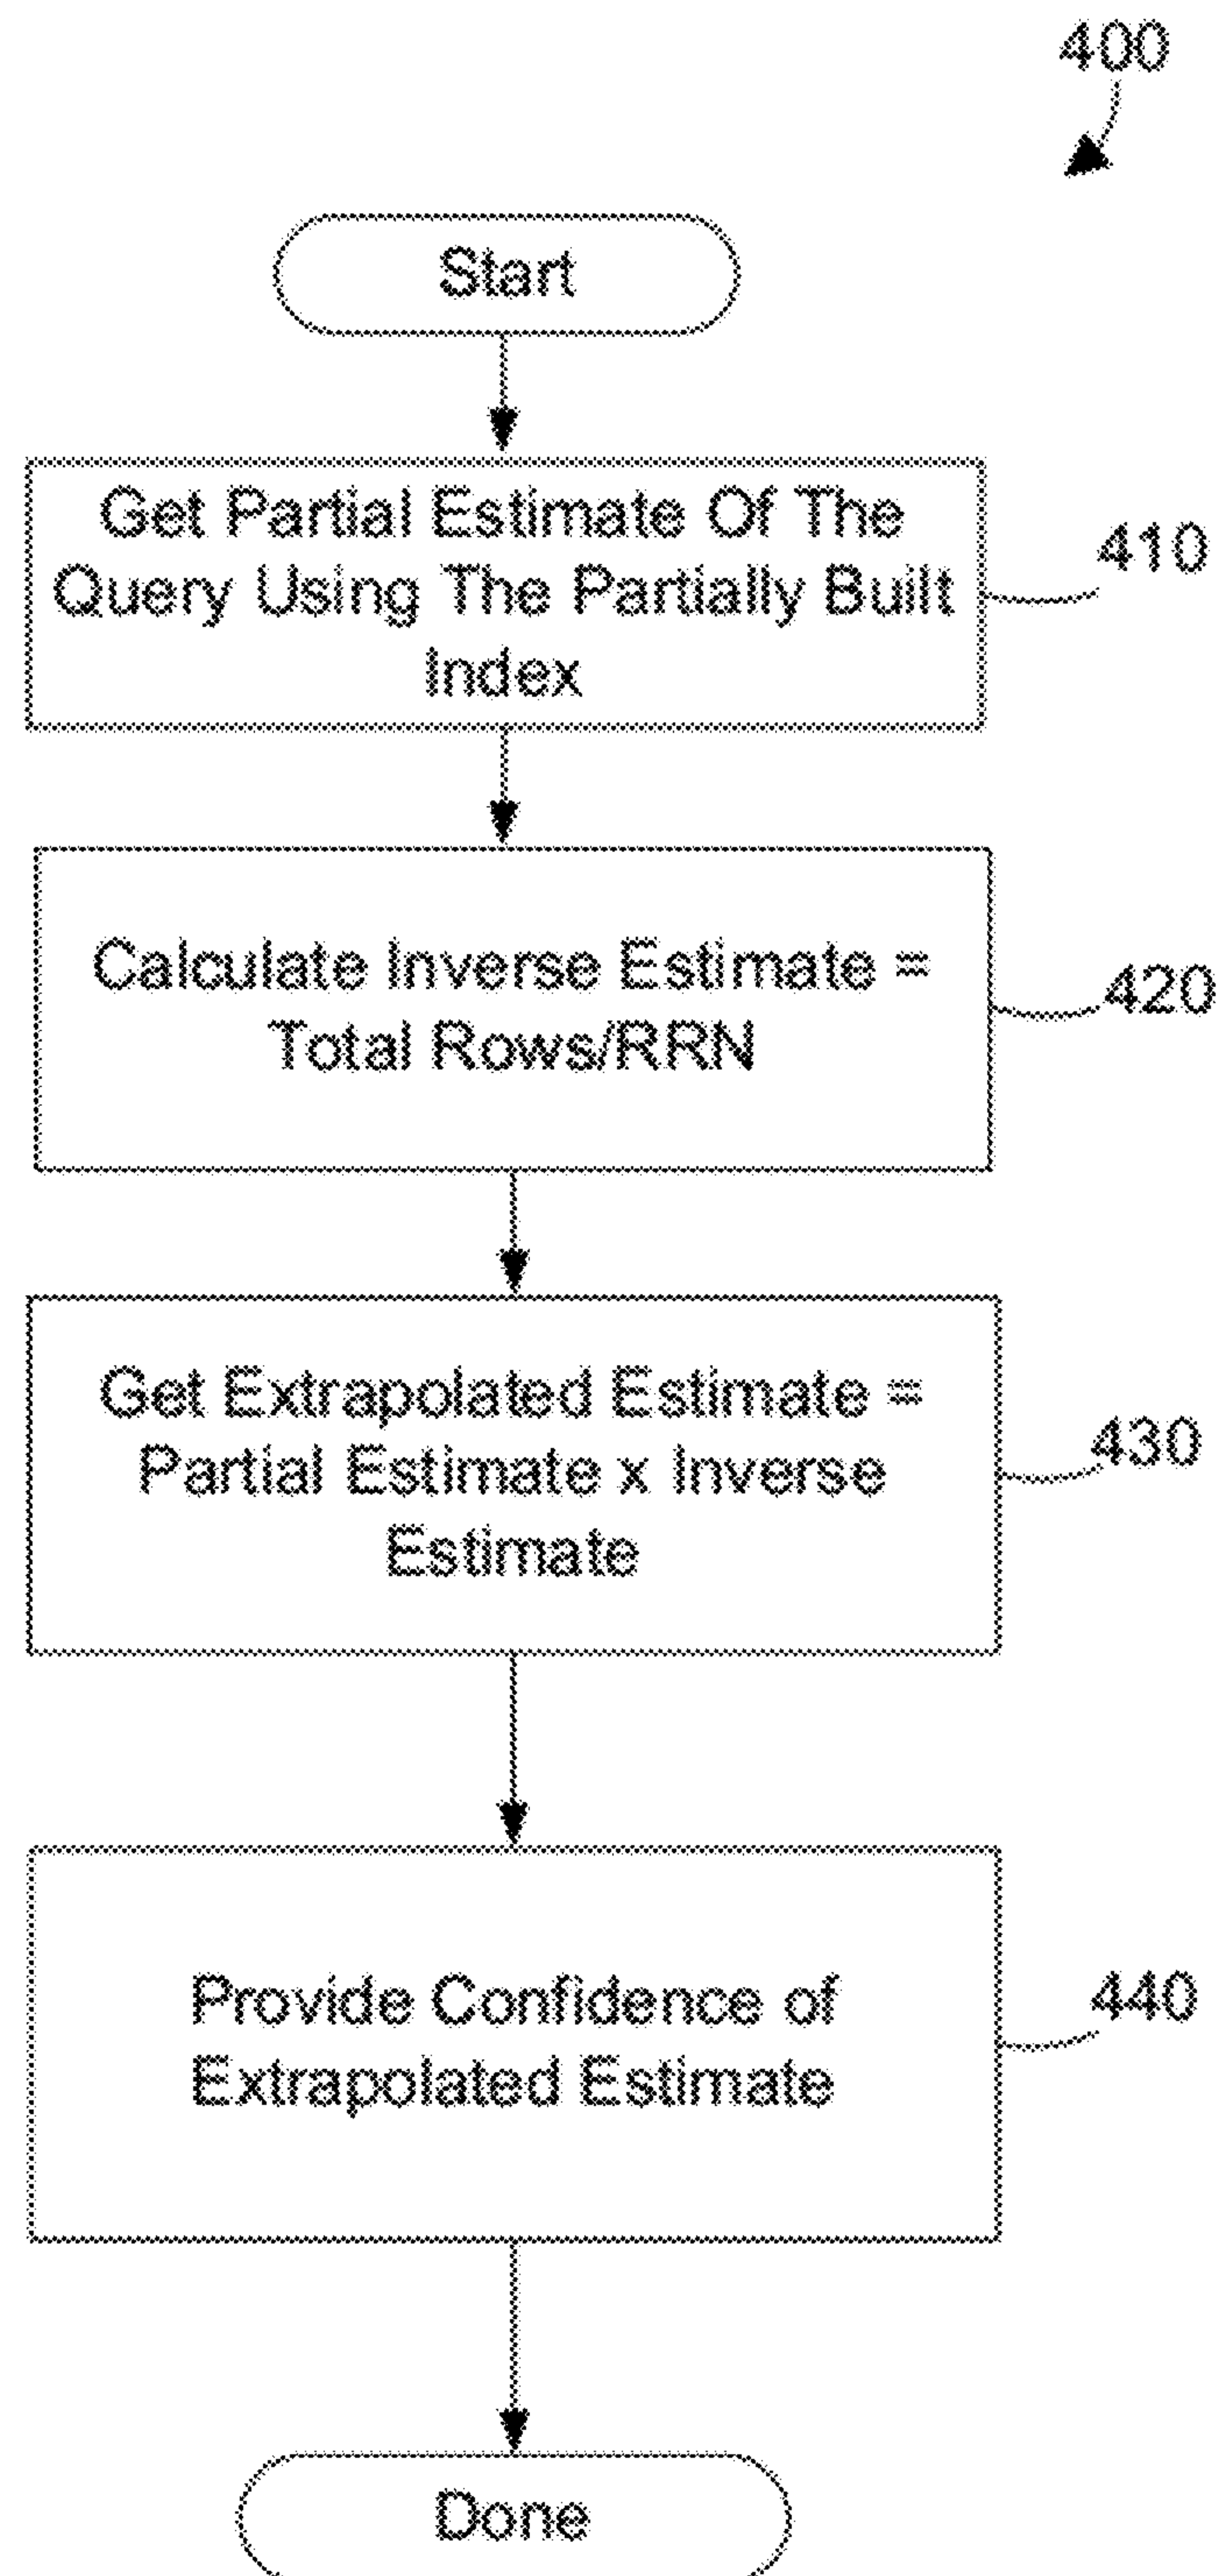 400
Start
Get Partial Estimate Of The
Query Using The Partially Built
Index
410
Calculate Inverse Estimate =
Total Rows/RRN
420
Get Extrapolated Estimate =
Partial Estimate x Inverse
Estimate
430
Provide Confidence of
Extrapolated Estimate
440
Done